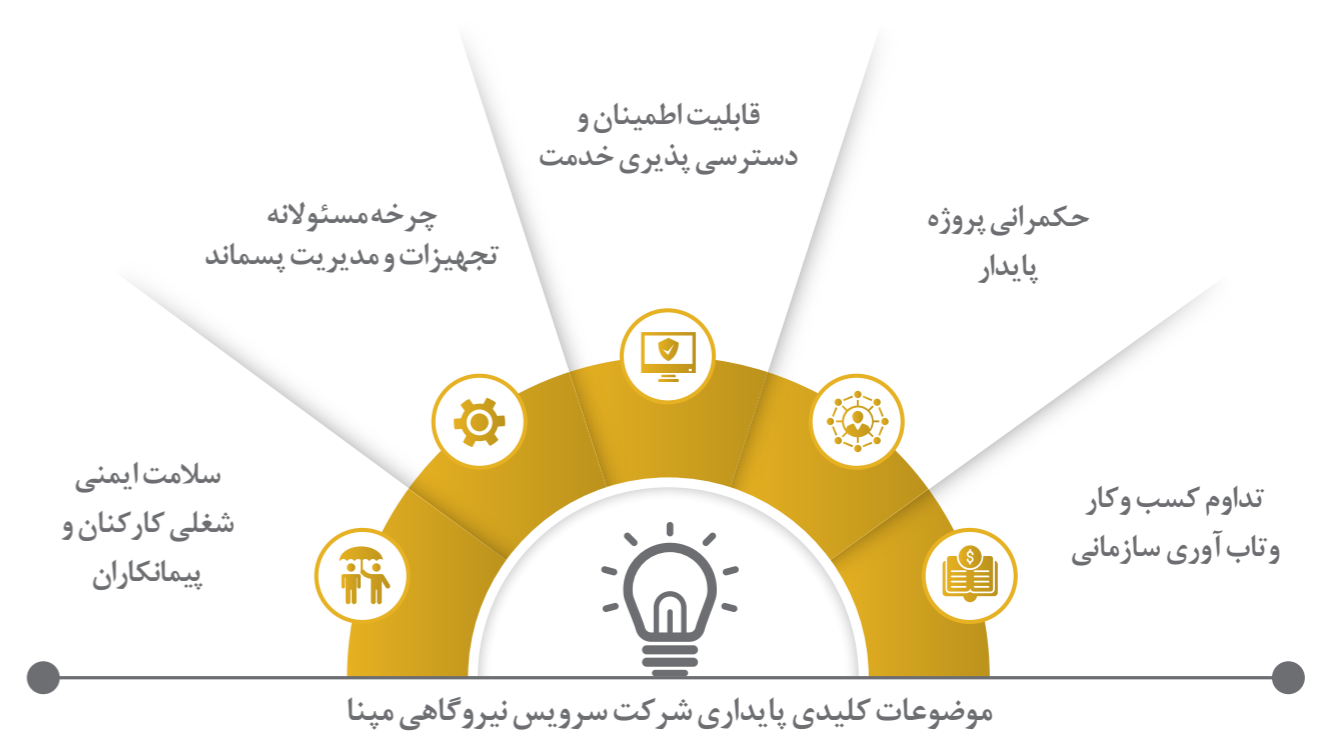 قابلیت اطمینان و
دسترسی پذیری خدمت
حکمرانی پروژه
پایدار
چرخه مسئولانه
تجهیزات و مدیریت پسماند
تداوم کسب و کار
و تاب آوری سازمانی
سلامت ایمنی
شغلی کارکنان و
پیمانکاران
$
موضوعات کلیدی پایداری شرکت سرویس نیروگاهی مپنا